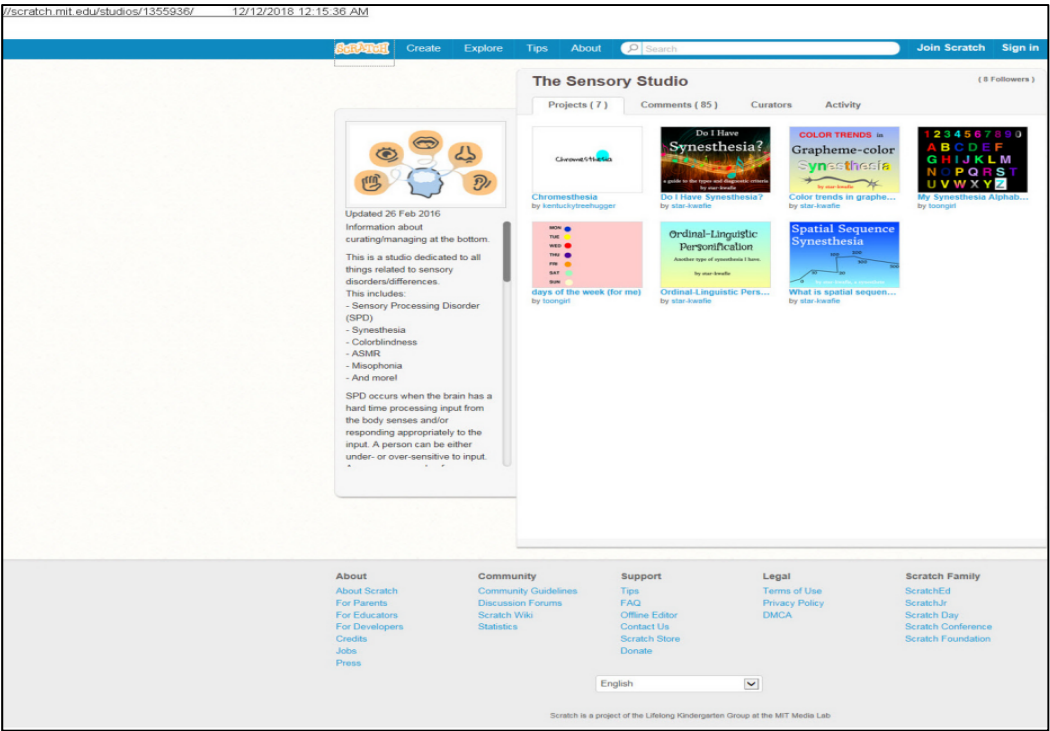 //scratch.mit.edu/studios/1355936/ 12/12/2018 12:15:36 AM
SCRATCH Create Explore Tips About Search Join Scratch Sign in
The Sensory Studio ( 8 Followers )
Projects ( 7 ) Comments ( 85 ) Curators Activity
Updated 26 Feb 2016
Information about
curating/managing at the bottom.
This is a studio dedicated to all
things related to sensory
disorders/differences.
This includes:
- Sensory Processing Disorder
(SPD)
- Synesthesia
- Colorblindness
- ASMR
- Misophonia
- And more!
SPD occurs when the brain has a
hard time processing input from
the body senses and/or
responding appropriately to the
input. A person can be either
under- or over-sensitive to input.
Chromesthesia
Chromesthesia
by kentuckytreehugger
Do I Have
Synesthesia?
a guide to the types and diagnostic criteria
by star-kwafie
Do I Have Synesthesia?
by star-kwafie
COLOR TRENDS in
Grapheme-color
Synesthesia
by star-kwafie
Color trends in graphe...
by star-kwafie
1 2 3 4 5 6 7 8 9 0
A B C D E F
G H I J K L M
N O P Q R S T
U V W X Y Z
My Synesthesia Alphab...
by toongirl
MON
TUE
WED
THU
FRI
SAT
SUN
days of the week (for me)
by toongirl
Ordinal-Linguistic
Personification
Another type of synesthesia I have.
by star-kwafie
Ordinal-Linguistic Pers...
by star-kwafie
Spatial Sequence
Synesthesia
What is spatial sequen...
by star-kwafie
About
About Scratch
For Parents
For Educators
For Developers
Credits
Jobs
Press
Community
Community Guidelines
Discussion Forums
Scratch Wiki
Statistics
Support
Tips
FAQ
Offline Editor
Contact Us
Scratch Store
Donate
Legal
Terms of Use
Privacy Policy
DMCA
Scratch Family
ScratchEd
ScratchJr
Scratch Day
Scratch Conference
Scratch Foundation
English
Scratch is a project of the Lifelong Kindergarten Group at the MIT Media Lab